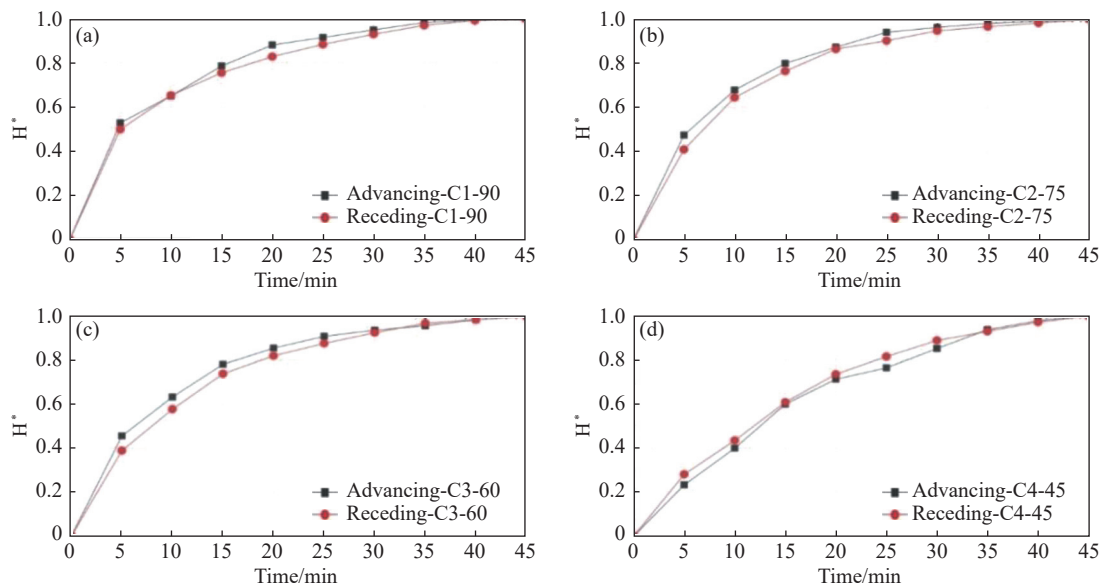 1.0
(a)
0.8
0.6
H*
0.4
0.2
0
Advancing-C1-90
Receding-C1-90
5 10 15 20 25 30 35 40 45
Time/min
1.0
(b)
0.8
0.6
H*
0.4
0.2
0
Advancing-C2-75
Receding-C2-75
5 10 15 20 25 30 35 40 45
Time/min
1.0
(c)
0.8
0.6
H*
0.4
0.2
0
Advancing-C3-60
Receding-C3-60
0 5 10 15 20 25 30 35 40 45
Time/min
1.0
(d)
0.8
0.6
H*
0.4
0.2
0
Advancing-C4-45
Receding-C4-45
0 5 10 15 20 25 30 35 40 45
Time/min